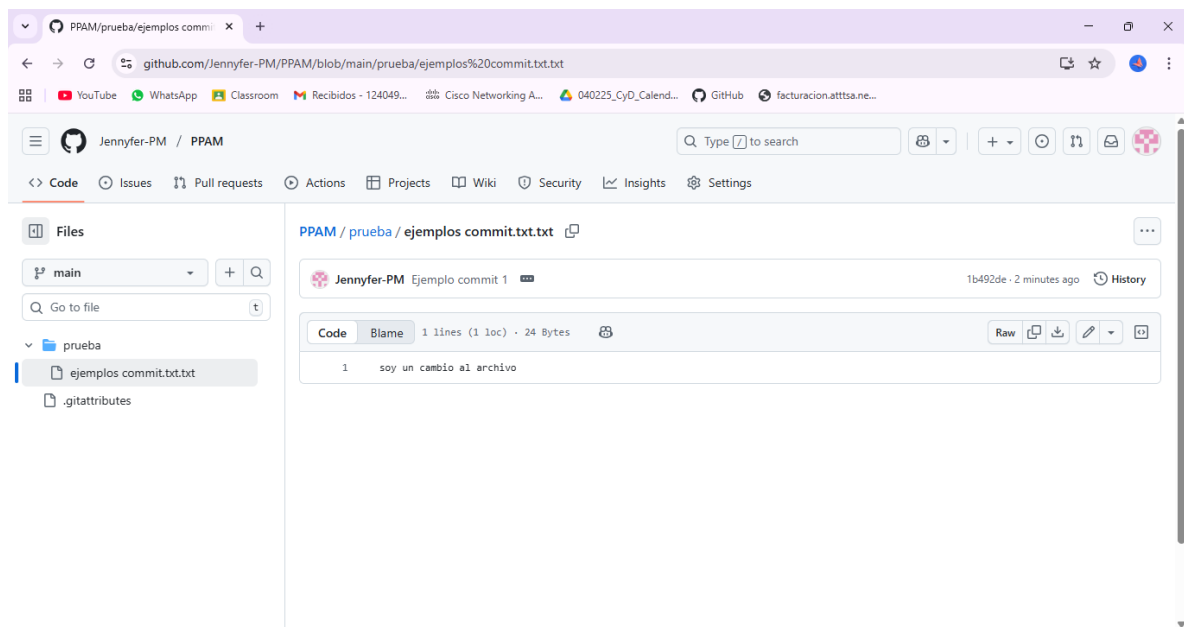 PPAM/prueba/ejemplos commi
github.com/Jennyfer-PM/PPAM/blob/main/prueba/ejemplos%20commit.txt.txt
YouTube WhatsApp Classroom Recibidos - 124049... Cisco Networking A... 040225_CyD_Calend... GitHub facturacion.atttsa.ne...
Jennyfer-PM / PPAM Type / to search
Code Issues Pull requests Actions Projects Wiki Security Insights Settings
Files
PPAM / prueba / ejemplos commit.txt.txt
main
Jennyfer-PM Ejemplo commit 1 1b492de · 2 minutes ago History
Go to file t
Code Blame 1 lines (1 loc) · 24 Bytes Raw
prueba
1 soy un cambio al archivo
ejemplos commit.txt.txt
.gitattributes